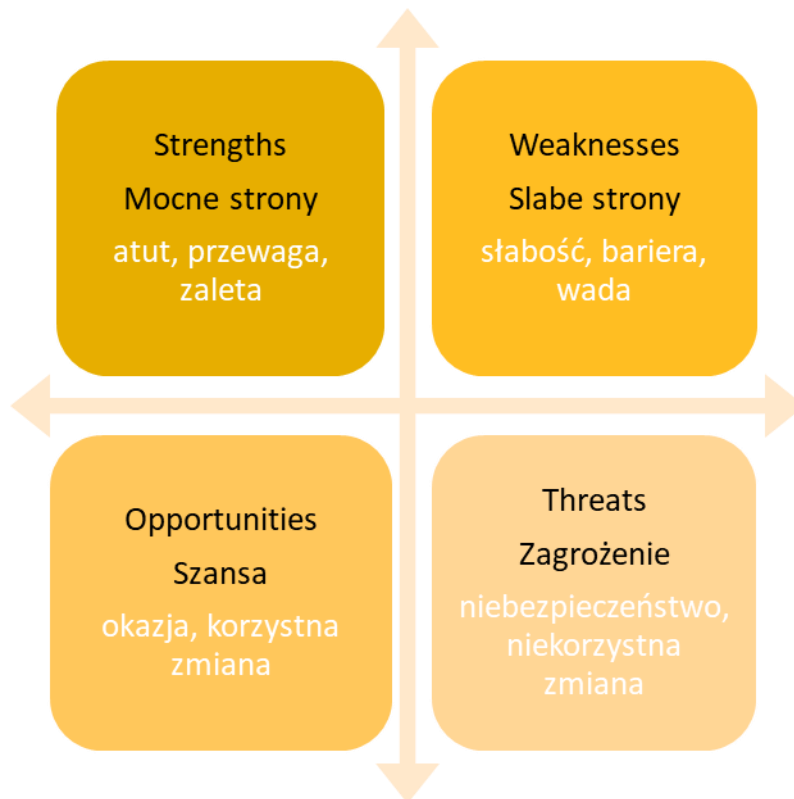 Strengths
Mocne strony
atut, przewaga,
zaleta
Weaknesses
Slabe strony
słabość, bariera,
wada
Opportunities
Szansa
okazja, korzystna
zmiana
Threats
Zagrożenie
niebezpieczeństwo,
niekorzystna
zmiana